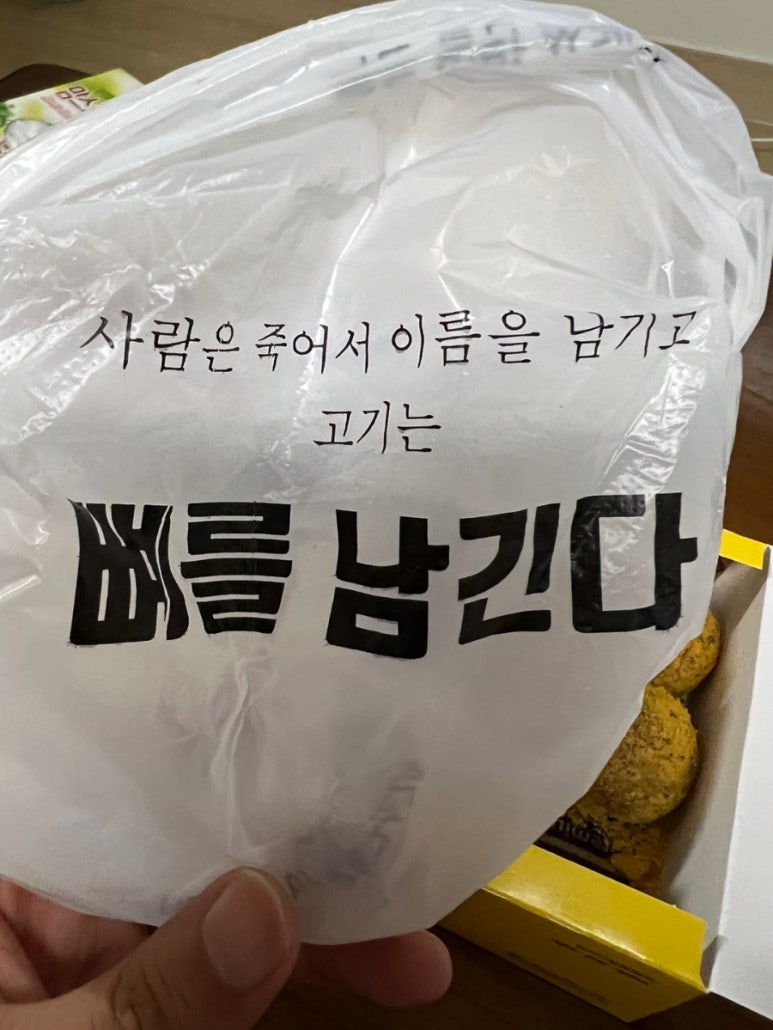 사람은 죽어서 이름을 남기고
고기는
뼈를 남긴다